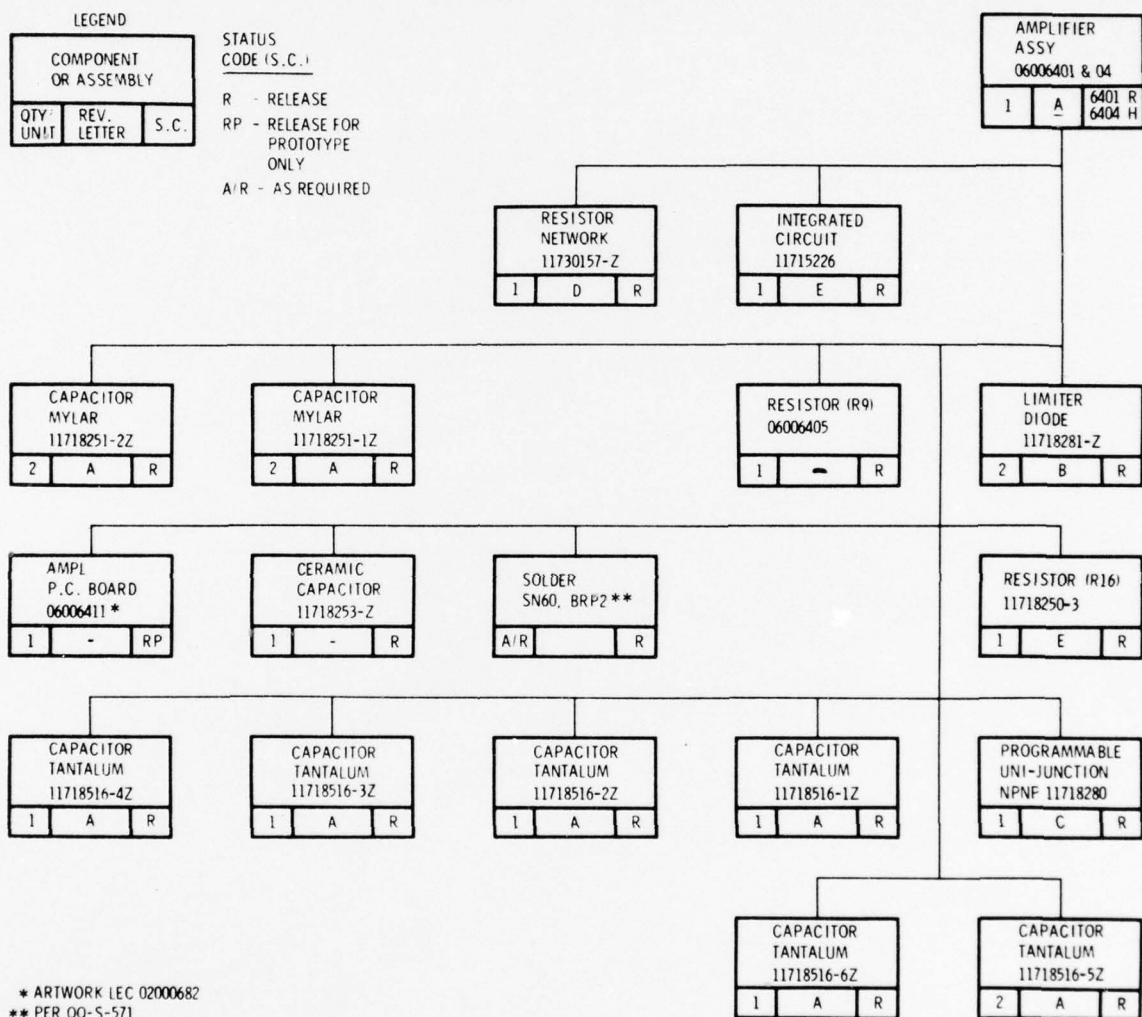 LEGEND
COMPONENT
OR ASSEMBLY
QTY/
UNIT
REV.
LETTER
S.C.
STATUS
CODE (S.C.)
R - RELEASE
RP - RELEASE FOR
PROTOTYPE
ONLY
A/R - AS REQUIRED
AMPLIFIER
ASSY
06006401 & 04
1 A 6401 R
6404 H
RESISTOR
NETWORK
11730157-Z
1 D R
INTEGRATED
CIRCUIT
11715226
1 E R
CAPACITOR
MYLAR
11718251-2Z
2 A R
CAPACITOR
MYLAR
11718251-1Z
2 A R
RESISTOR (R9)
06006405
1 - R
LIMITER
DIODE
11718281-Z
2 B R
AMPL
P.C. BOARD
06006411 *
1 - RP
CERAMIC
CAPACITOR
11718253-Z
1 - R
SOLDER
SN60, BRP2 **
A/R R
RESISTOR (R16)
11718250-3
1 E R
CAPACITOR
TANTALUM
11718516-4Z
1 A R
CAPACITOR
TANTALUM
11718516-3Z
1 A R
CAPACITOR
TANTALUM
11718516-2Z
1 A R
CAPACITOR
TANTALUM
11718516-1Z
1 A R
PROGRAMMABLE
UNI-JUNCTION
NPNP 11718280
1 C R
CAPACITOR
TANTALUM
11718516-6Z
1 A R
CAPACITOR
TANTALUM
11718516-5Z
2 A R
* ARTWORK LEC 02000682
** PER QQ-S-571